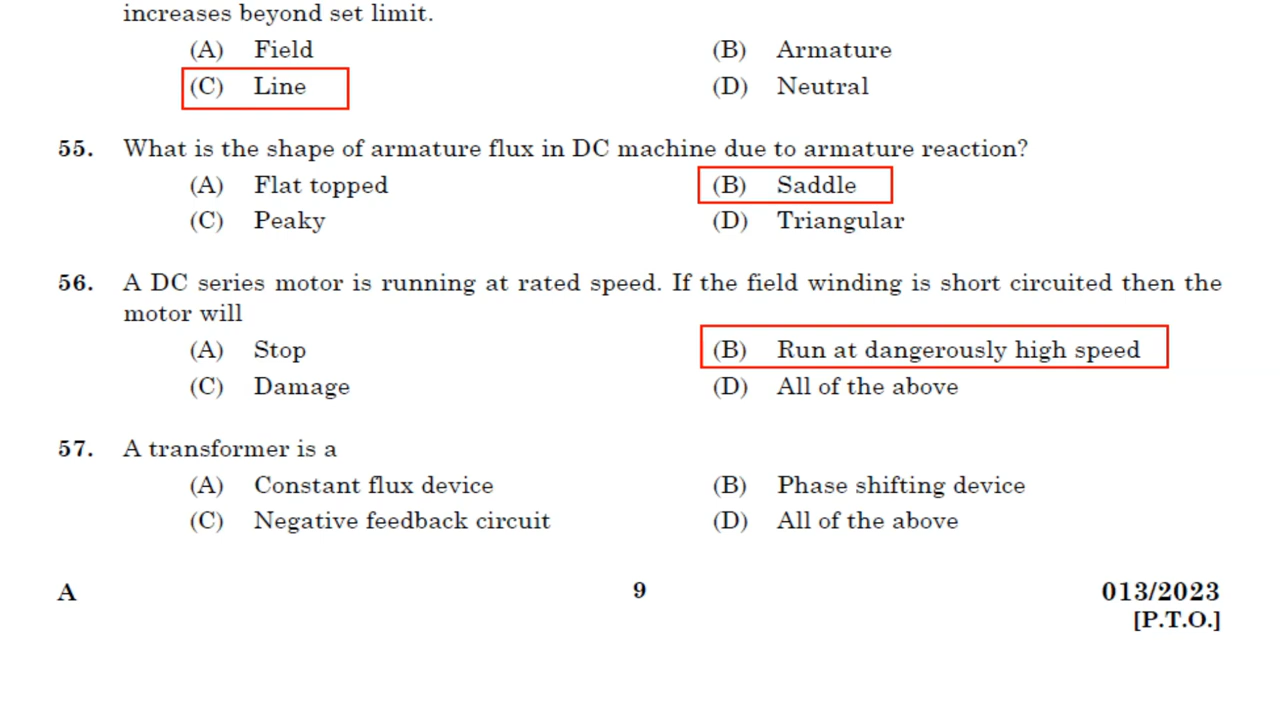 increases beyond set limit.
(A) Field (B) Armature
(C) Line (D) Neutral
55. What is the shape of armature flux in DC machine due to armature reaction?
(A) Flat topped (B) Saddle
(C) Peaky (D) Triangular
56. A DC series motor is running at rated speed. If the field winding is short circuited then the
motor will
(A) Stop (B) Run at dangerously high speed
(C) Damage (D) All of the above
57. A transformer is a
(A) Constant flux device (B) Phase shifting device
(C) Negative feedback circuit (D) All of the above
A 9 013/2023
[P.T.O.]